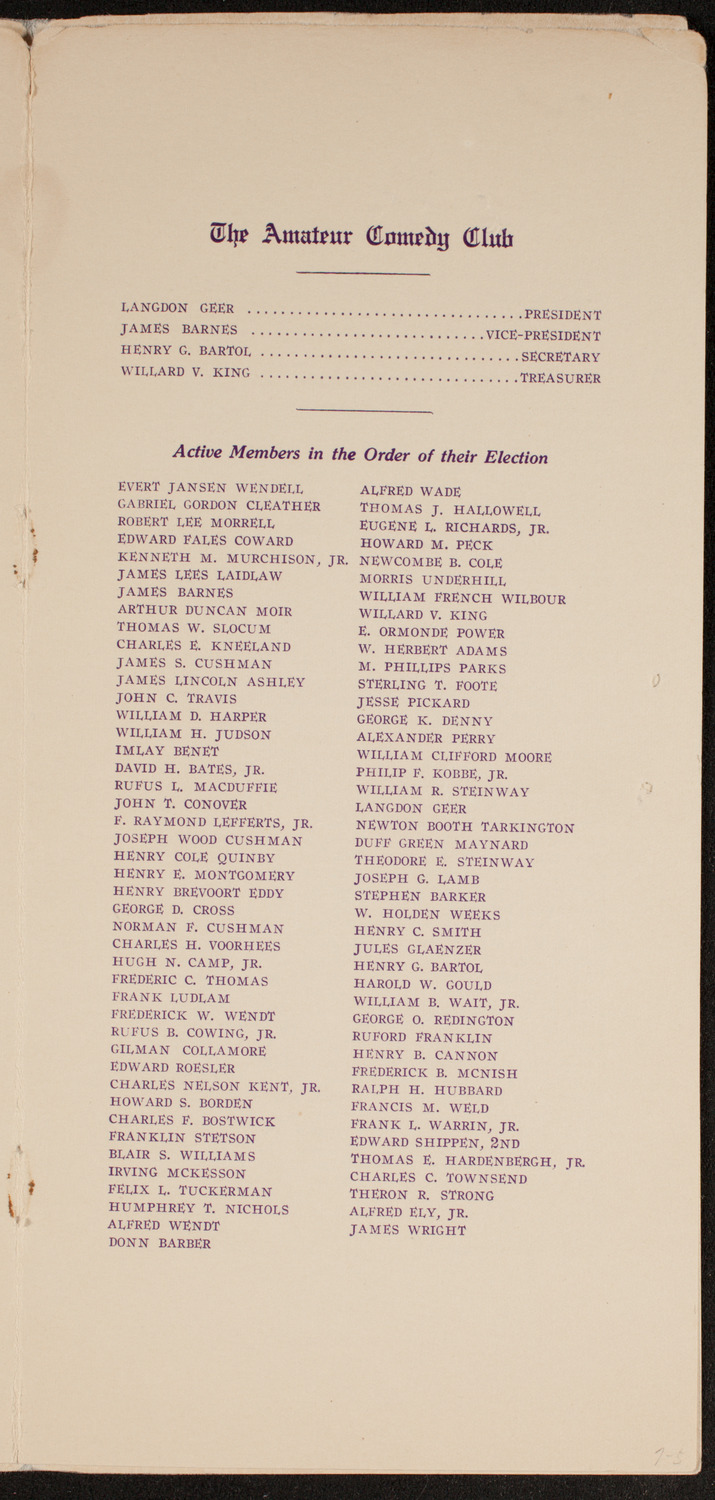 The Amateur Comedy Club
LANGDON GEER ................................. PRESIDENT
JAMES BARNES ............................ VICE-PRESIDENT
HENRY G. BARTOL ............................... SECRETARY
WILLARD V. KING ............................... TREASURER
Active Members in the Order of their Election
EVERT JANSEN WENDELL
GABRIEL GORDON CLEATHER
ROBERT LEE MORRELL
EDWARD FALES COWARD
KENNETH M. MURCHISON, JR.
JAMES LEES LAIDLAW
JAMES BARNES
ARTHUR DUNCAN MOIR
THOMAS W. SLOCUM
CHARLES E. KNEELAND
JAMES S. CUSHMAN
JAMES LINCOLN ASHLEY
JOHN C. TRAVIS
WILLIAM D. HARPER
WILLIAM H. JUDSON
IMLAY BENET
DAVID H. BATES, JR.
RUFUS L. MACDUFFIE
JOHN T. CONOVER
F. RAYMOND LEFFERTS, JR.
JOSEPH WOOD CUSHMAN
HENRY COLE QUINBY
HENRY E. MONTGOMERY
HENRY BREVOORT EDDY
GEORGE D. CROSS
NORMAN F. CUSHMAN
CHARLES H. VOORHEES
HUGH N. CAMP, JR.
FREDERIC C. THOMAS
FRANK LUDLAM
FREDERICK W. WENDT
RUFUS B. COWING, JR.
GILMAN COLLAMORE
EDWARD ROESLER
CHARLES NELSON KENT, JR.
HOWARD S. BORDEN
CHARLES F. BOSTWICK
FRANKLIN STETSON
BLAIR S. WILLIAMS
IRVING MCKESSON
FELIX L. TUCKERMAN
HUMPHREY T. NICHOLS
ALFRED WENDT
DONN BARBER
ALFRED WADE
THOMAS J. HALLOWELL
EUGENE L. RICHARDS, JR.
HOWARD M. PECK
NEWCOMBE B. COLE
MORRIS UNDERHILL
WILLIAM FRENCH WILBOUR
WILLARD V. KING
E. ORMONDE POWER
W. HERBERT ADAMS
M. PHILLIPS PARKS
STERLING T. FOOTE
JESSE PICKARD
GEORGE K. DENNY
ALEXANDER PERRY
WILLIAM CLIFFORD MOORE
PHILIP F. KOBBE, JR.
WILLIAM R. STEINWAY
LANGDON GEER
NEWTON BOOTH TARKINGTON
DUFF GREEN MAYNARD
THEODORE E. STEINWAY
JOSEPH G. LAMB
STEPHEN BARKER
W. HOLDEN WEEKS
HENRY C. SMITH
JULES GLAENZER
HENRY G. BARTOL
HAROLD W. GOULD
WILLIAM B. WAIT, JR.
GEORGE O. REDINGTON
RUFORD FRANKLIN
HENRY B. CANNON
FREDERICK B. MCNISH
RALPH H. HUBBARD
FRANCIS M. WELD
FRANK L. WARRIN, JR.
EDWARD SHIPPEN, 2ND
THOMAS E. HARDENBERGH, JR.
CHARLES C. TOWNSEND
THERON R. STRONG
ALFRED ELY, JR.
JAMES WRIGHT